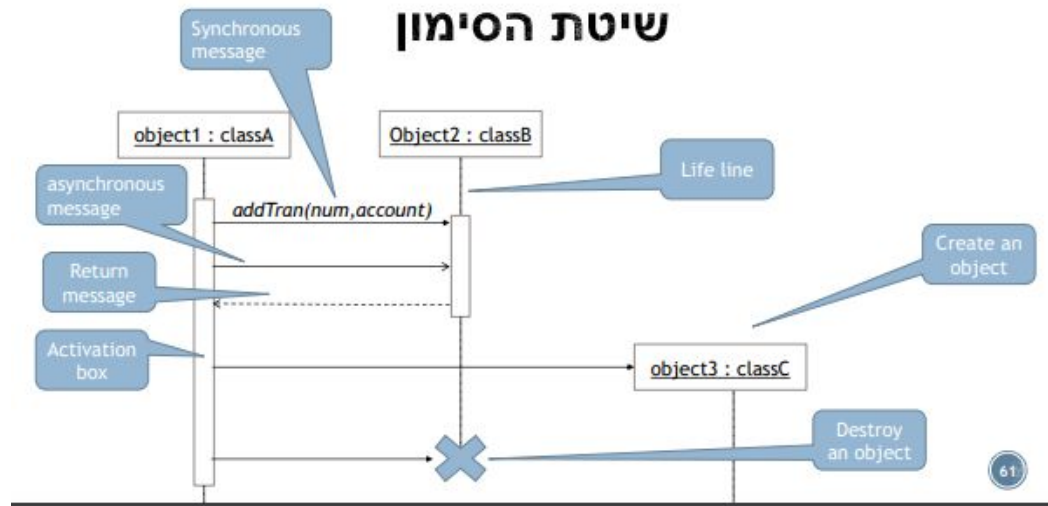 שיטת הסימון
Synchronous
message
object1 : classA
Object2 : classB
Life line
asynchronous
message
addTran(num,account)
Return
message
Create an
object
Activation
box
object3 : classC
Destroy
an object
61